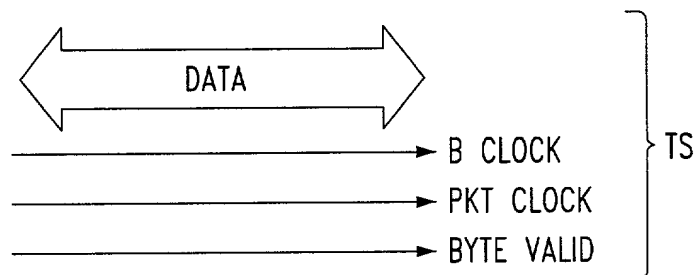 DATA
B CLOCK
PKT CLOCK
BYTE VALID
TS